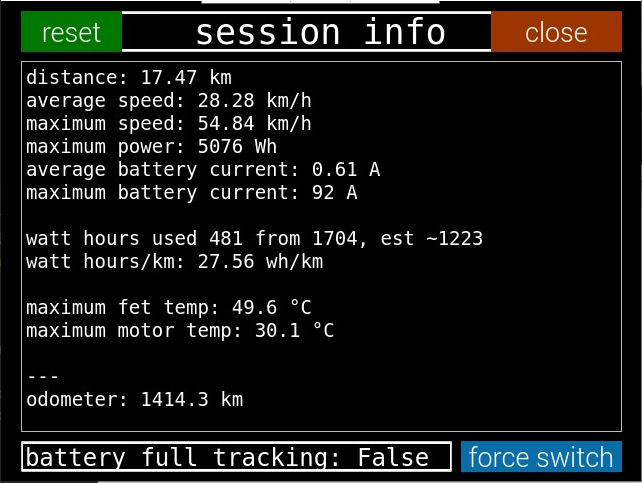 reset session info close
distance: 17.47 km
average speed: 28.28 km/h
maximum speed: 54.84 km/h
maximum power: 5076 Wh
average battery current: 0.61 A
maximum battery current: 92 A
watt hours used 481 from 1704, est ~1223
watt hours/km: 27.56 wh/km
maximum fet temp: 49.6 °C
maximum motor temp: 30.1 °C
---
odometer: 1414.3 km
battery full tracking: False force switch